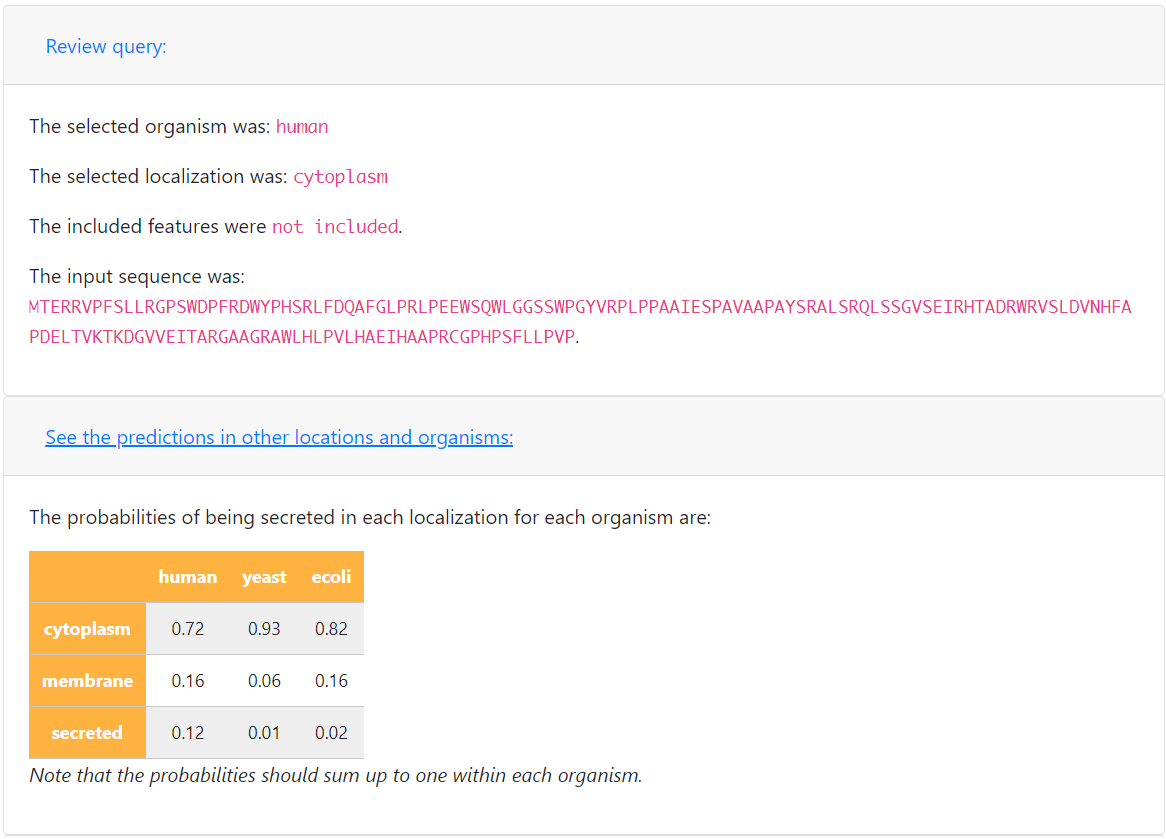 Review query:
The selected organism was: human
The selected localization was: cytoplasm
The included features were not included.
The input sequence was:
MTERRVPFSLLRGPSWDPFRDWYPHSRLFDQAFGLPRLPEEWSQWLGGSSWPGYVRPLPPAAIESPAVAAPAYSRALSRQLSSGVSEIRHTADRWRVSLDVNHFA
PDELTVKTKDGVVEITARGAAGRAWLHLPVLHAEIHAAPRCGPHPSFLLPVP.
See the predictions in other locations and organisms:
The probabilities of being secreted in each localization for each organism are:
human yeast ecoli
cytoplasm 0.72 0.93 0.82
membrane 0.16 0.06 0.16
secreted 0.12 0.01 0.02
Note that the probabilities should sum up to one within each organism.